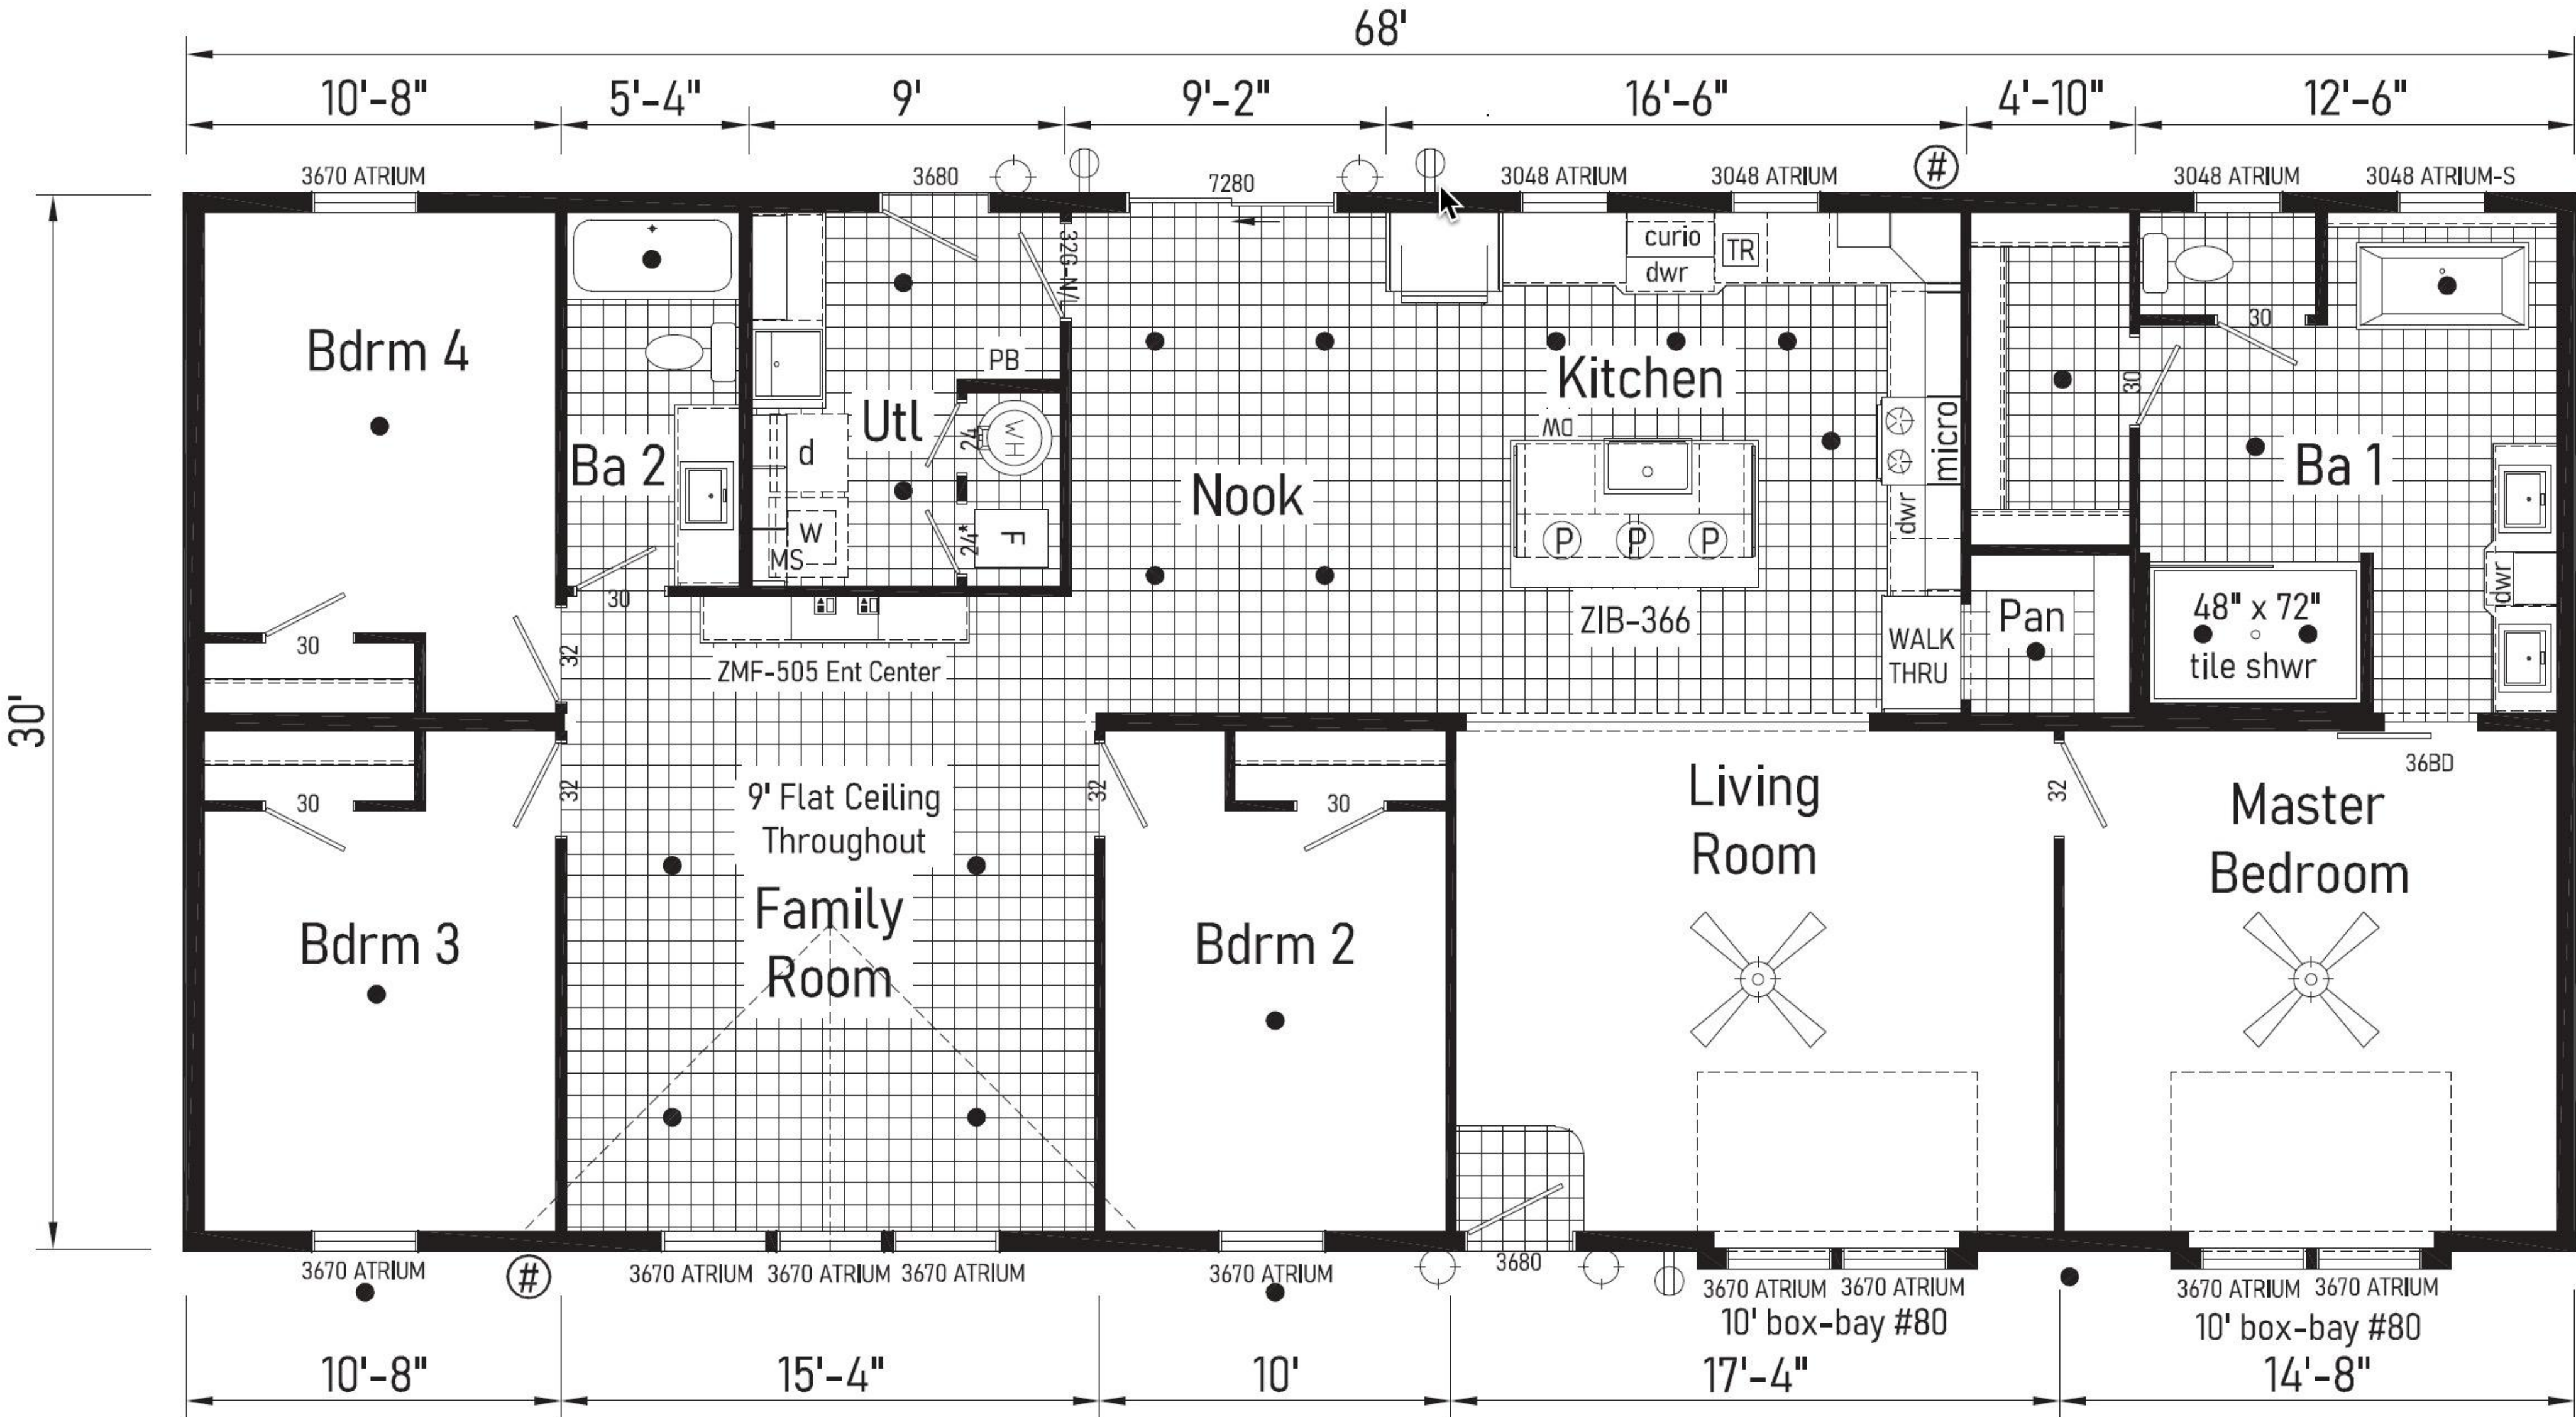 68'
10'-8"
5'-4"
9'
9'-2"
16'-6"
4'-10"
12'-6"
3670 ATRIUM
3680
7280
3048 ATRIUM
3048 ATRIUM
#
3048 ATRIUM
3048 ATRIUM-S
32G-N/L
curio
TR
dwr
30
Bdrm 4
PB
Kitchen
30
Utl
24
WH
DW
micro
d
Ba 2
Ba 1
Nook
dwr
W
MS
24*
F
P
P
P
dwr
30
ZIB-366
Pan
48" x 72"
tile shwr
WALK
THRU
30
32
ZMF-505 Ent Center
30'
36BD
30
32
9' Flat Ceiling
Throughout
32
30
Living
Room
32
Master
Bedroom
Family
Room
Bdrm 3
Bdrm 2
3670 ATRIUM
#
3670 ATRIUM
3670 ATRIUM
3670 ATRIUM
3670 ATRIUM
3680
3670 ATRIUM
3670 ATRIUM
10' box-bay #80
3670 ATRIUM
3670 ATRIUM
10' box-bay #80
10'-8"
15'-4"
10'
17'-4"
14'-8"